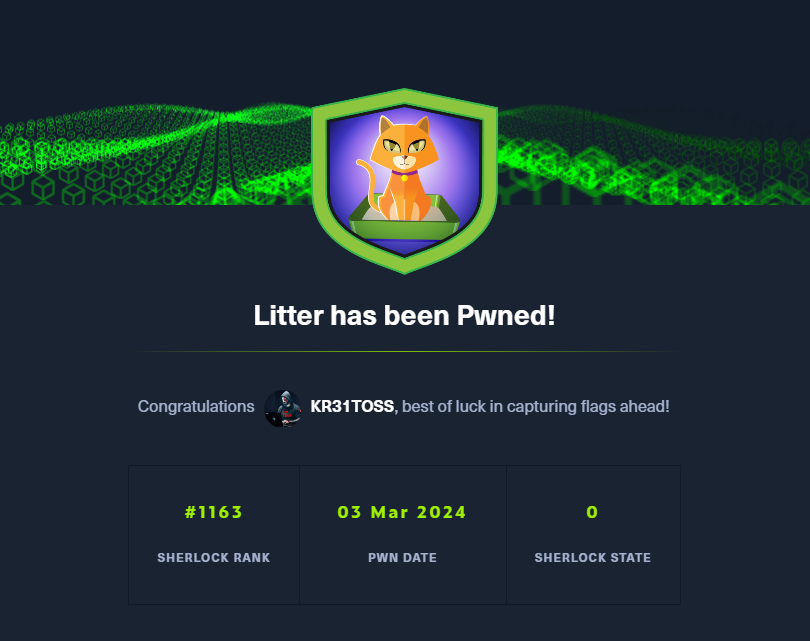 Litter has been Pwned!
Congratulations KR31TOSS, best of luck in capturing flags ahead!
#1163 03 Mar 2024 0
SHERLOCK RANK PWN DATE SHERLOCK STATE